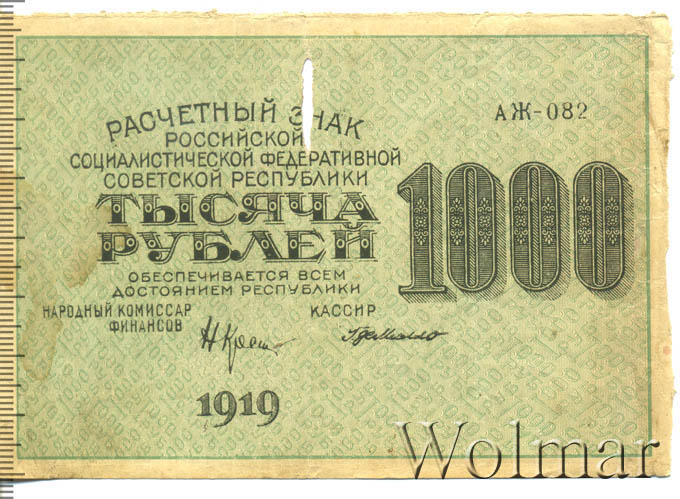 РАСЧЕТНЫЙ ЗНАК
РОССИЙСКОЙ
СОЦИАЛИСТИЧЕСКОЙ ФЕДЕРАТИВНОЙ
СОВЕТСКОЙ РЕСПУБЛИКИ
ТЫСЯЧА
РУБЛЕЙ
ОБЕСПЕЧИВАЕТСЯ ВСЕМ
ДОСТОЯНИЕМ РЕСПУБЛИКИ
НАРОДНЫЙ КОМИССАР
ФИНАНСОВ
КАССИР
1919
АЖ-082
1000
Wolmar